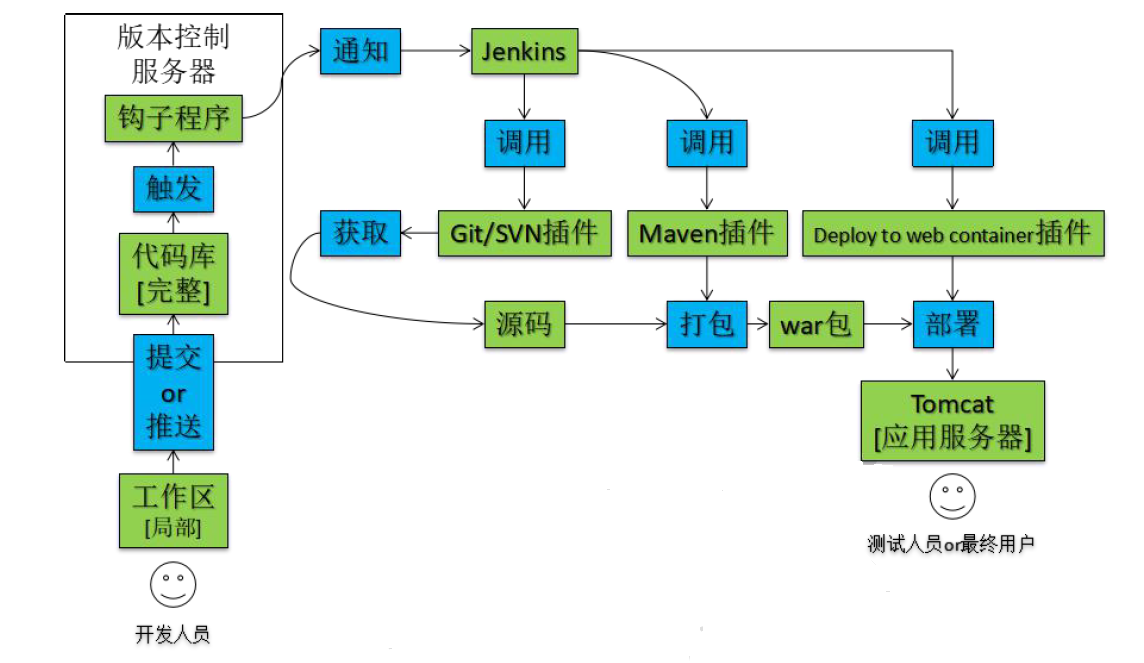 版本控制
服务器
钩子程序
触发
代码库
[完整]
提交
or
推送
工作区
[局部]
开发人员
通知
Jenkins
调用
调用
调用
获取
Git/SVN插件
Maven插件
Deploy to web container插件
源码
打包
war包
部署
Tomcat
[应用服务器]
测试人员or最终用户